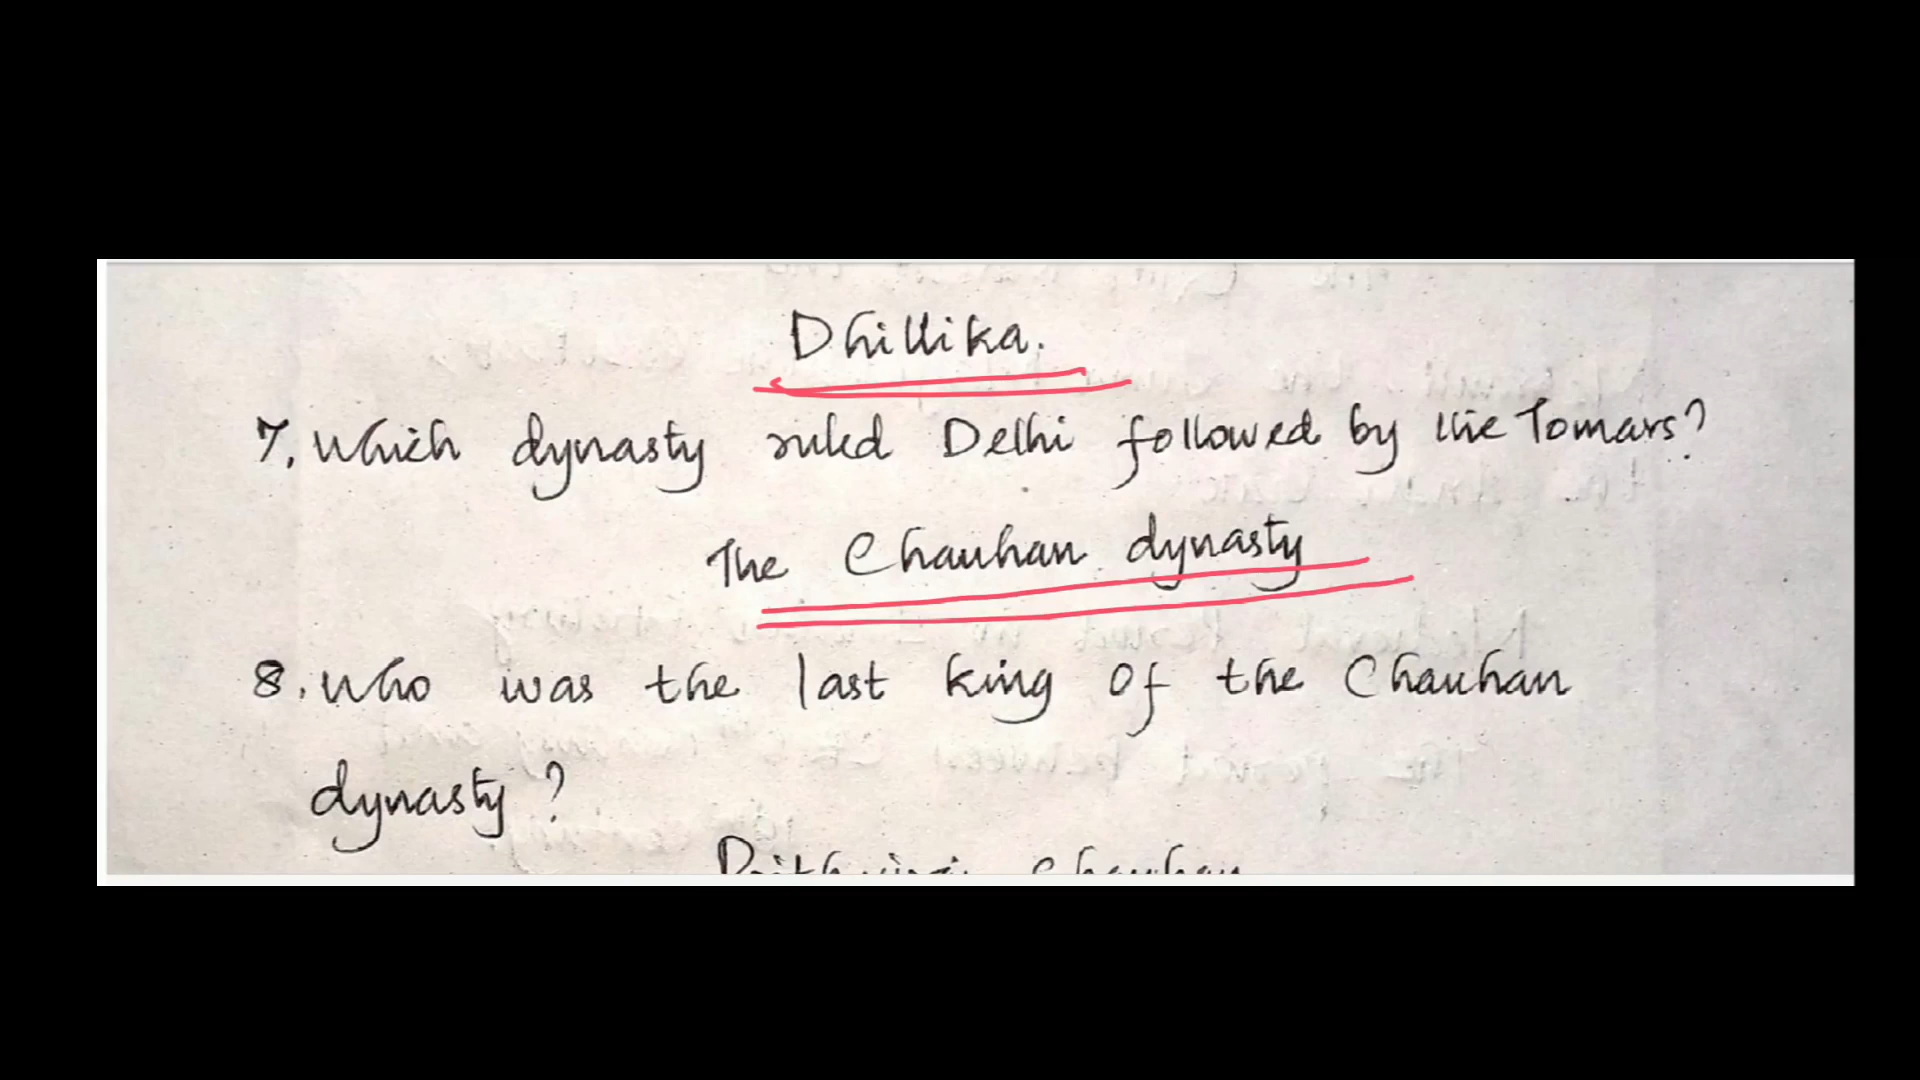 Dhillika.
7. Which dynasty ruled Delhi followed by the Tomars?
The Chauhan dynasty
8. Who was the last king of the Chauhan
dynasty?
Chauhan